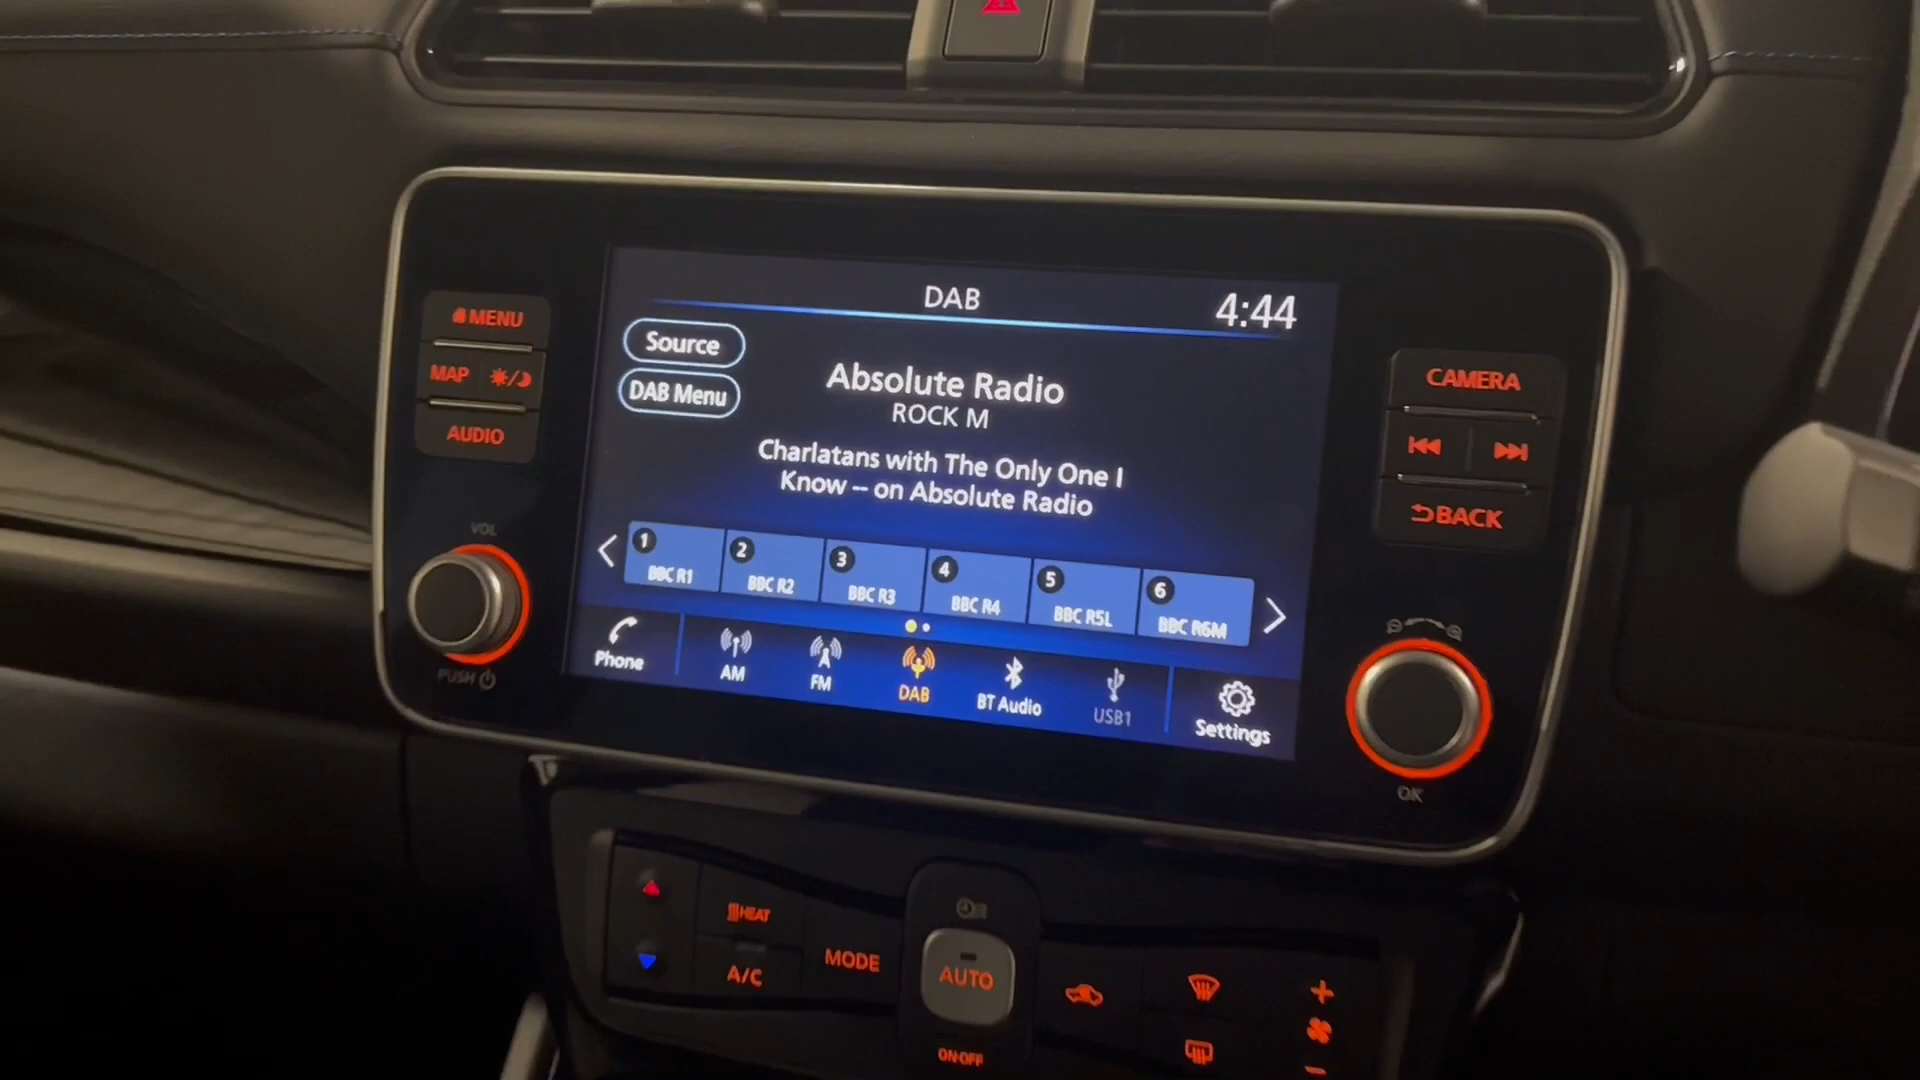 DAB
4:44
Source
DAB Menu
Absolute Radio
ROCK M
Charlatans with The Only One I
Know -- on Absolute Radio
1
BBC R1
2
BBC R2
3
BBC R3
4
BBC R4
5
BBC R5L
6
BBC R6M
Phone
AM
FM
DAB
BT Audio
USB1
Settings
MENU
MAP
AUDIO
VOL
PUSH
CAMERA
BACK
OK
HEAT
A/C
MODE
AUTO
ON·OFF